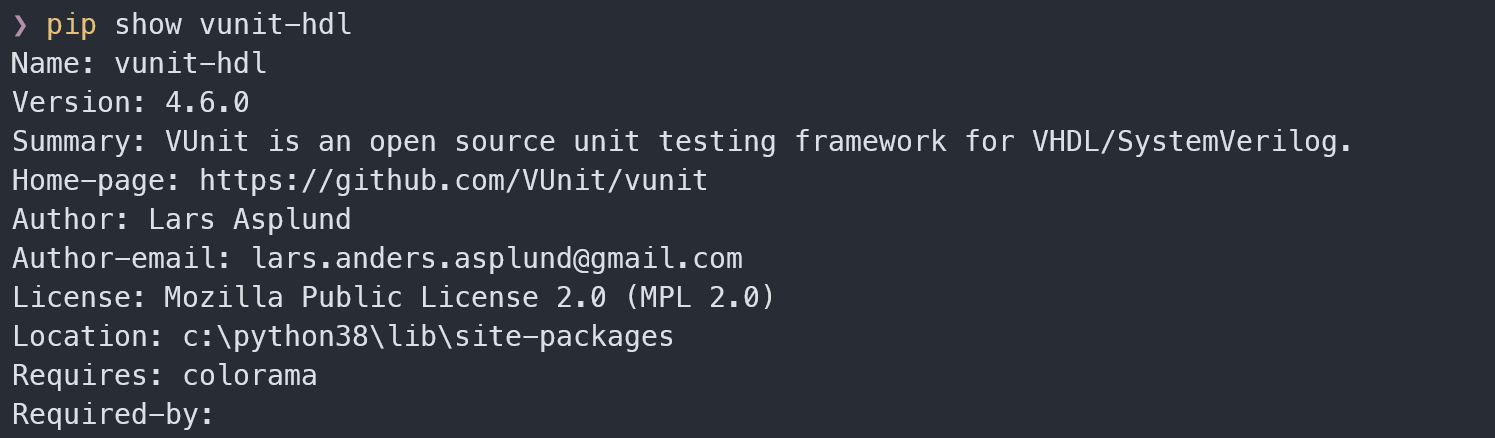 ❯ pip show vunit-hdl
Name: vunit-hdl
Version: 4.6.0
Summary: VUnit is an open source unit testing framework for VHDL/SystemVerilog.
Home-page: https://github.com/VUnit/vunit
Author: Lars Asplund
Author-email: lars.anders.asplund@gmail.com
License: Mozilla Public License 2.0 (MPL 2.0)
Location: c:\python38\lib\site-packages
Requires: colorama
Required-by: